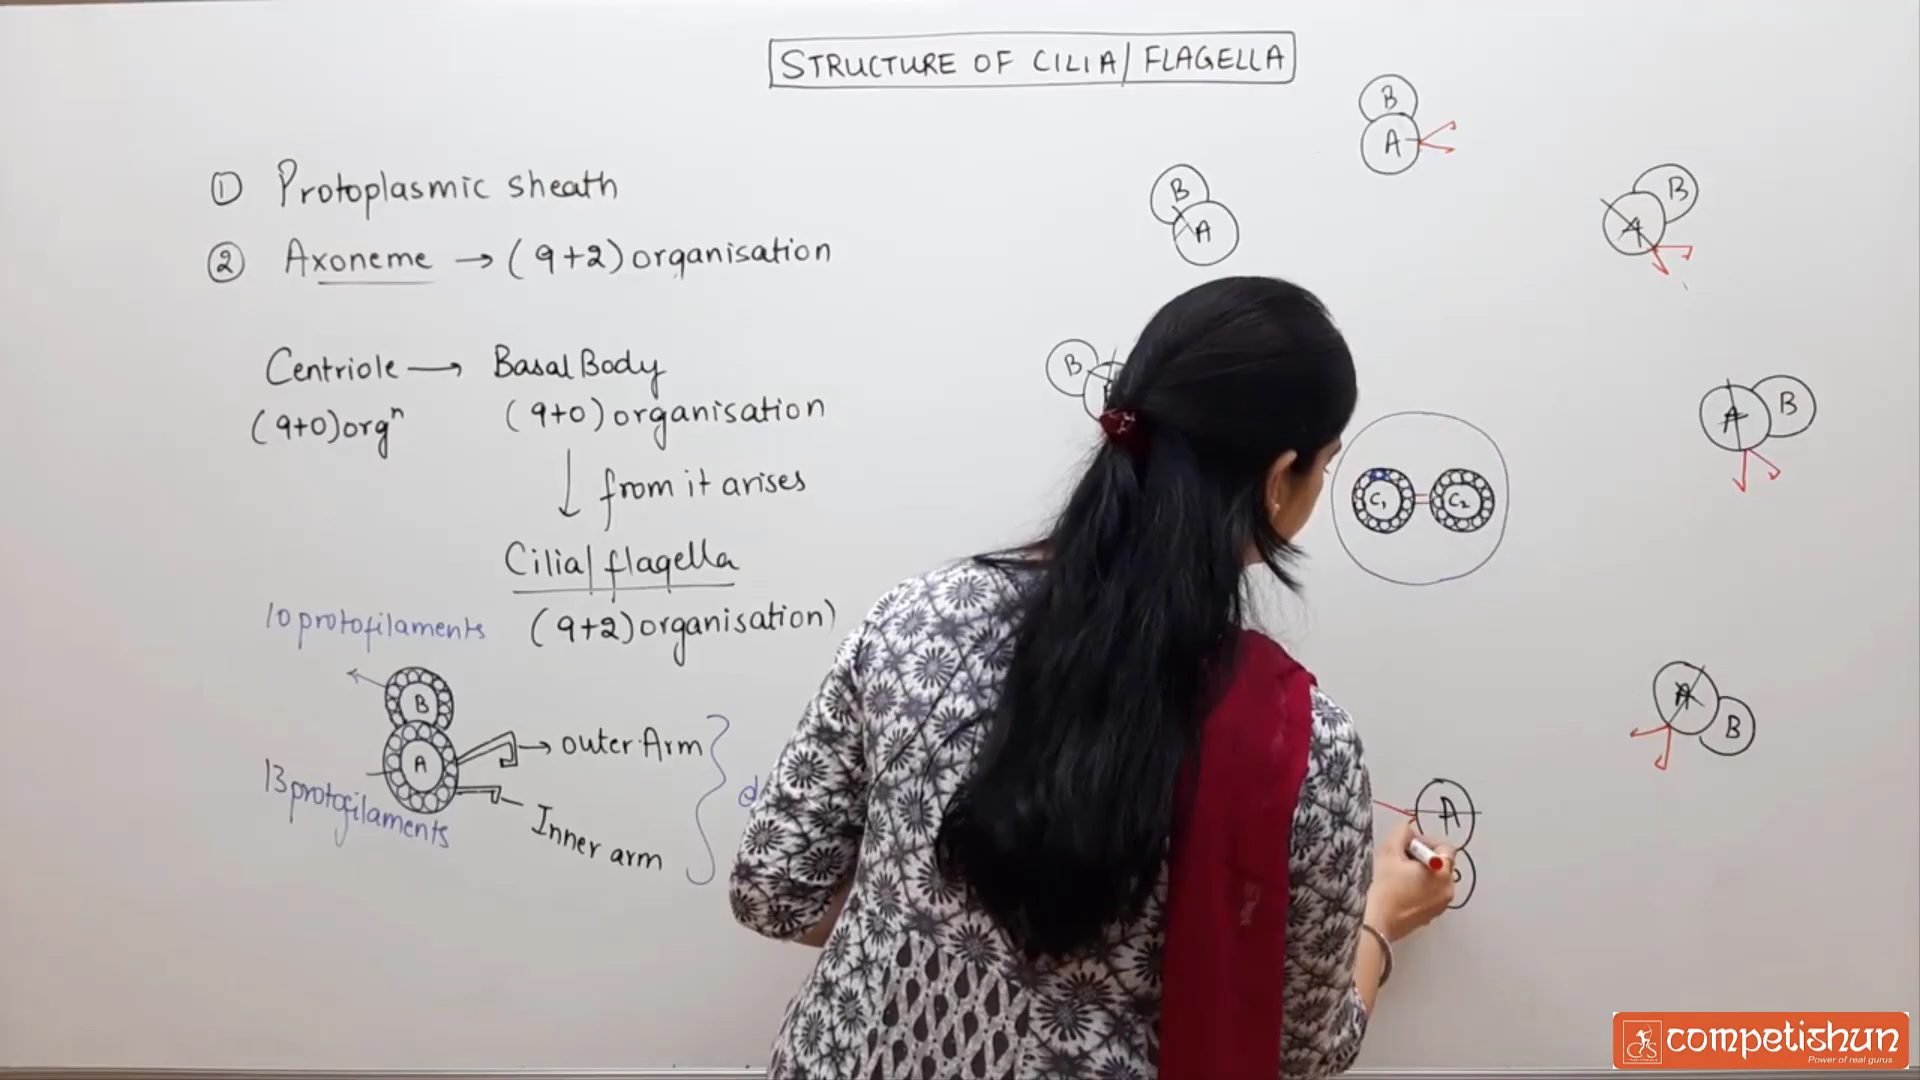 STRUCTURE OF CILIA/FLAGELLA
① Protoplasmic sheath
② Axoneme → (9+2) organisation
Centriole → Basal Body
(9+0) orgⁿ (9+0) organisation
↓ from it arises
Cilia/flagella
(9+2) organisation)
10 protofilaments
B
A
13 protofilaments
→ outer Arm
Inner arm
B
A
B
A
A
B
B
A
B
C₁ = C₂
A
B
A
competishun
Power of real gurus